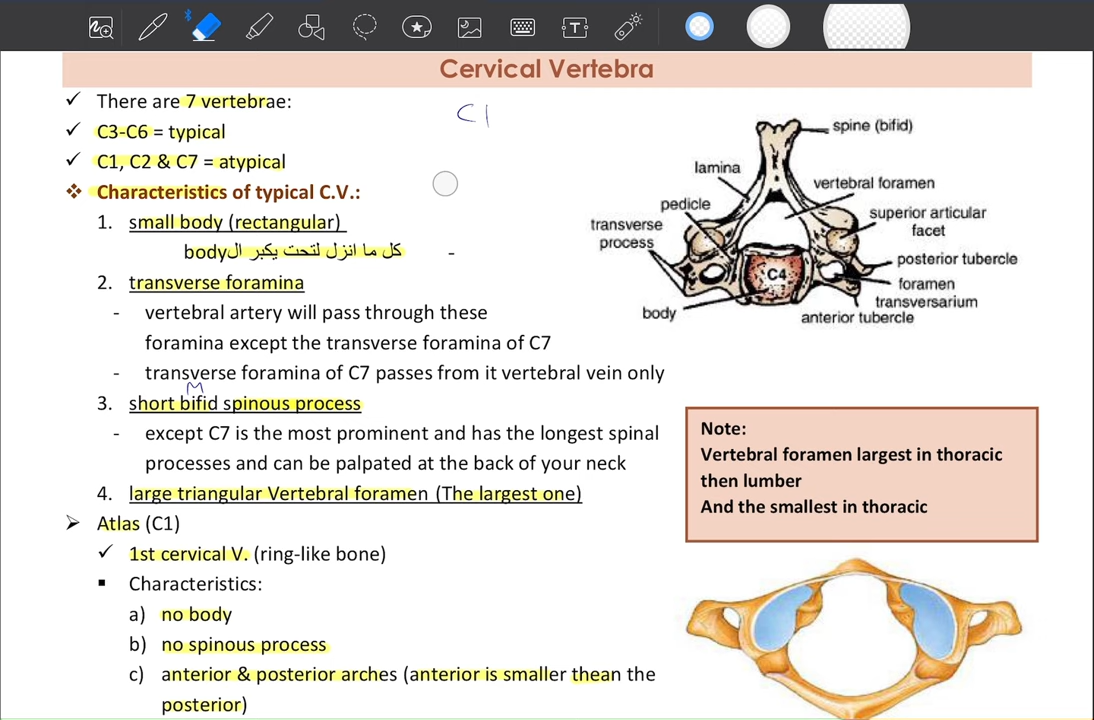 Cervical Vertebra
✓ There are 7 vertebrae:
✓ C3-C6 = typical
✓ C1, C2 & C7 = atypical
❖ Characteristics of typical C.V.:
1. small body (rectangular)
كل ما انزل لتحت يكبر الbody
-
2. transverse foramina
- vertebral artery will pass through these
foramina except the transverse foramina of C7
- transverse foramina of C7 passes from it vertebral vein only
3. short bifid spinous process
- except C7 is the most prominent and has the longest spinal
processes and can be palpated at the back of your neck
4. large triangular Vertebral foramen (The largest one)
➢ Atlas (C1)
✓ 1st cervical V. (ring-like bone)
▪ Characteristics:
a) no body
b) no spinous process
c) anterior & posterior arches (anterior is smaller thean the
posterior)
C1
spine (bifid)
lamina
vertebral foramen
pedicle
superior articular
facet
transverse
process
posterior tubercle
C4
foramen
transversarium
body
anterior tubercle
Note:
Vertebral foramen largest in thoracic
then lumber
And the smallest in thoracic
T